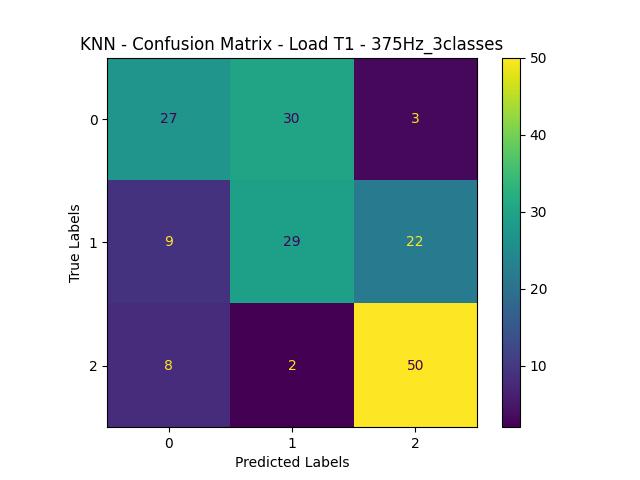 KNN - Confusion Matrix - Load T1 - 375Hz_3classes
50
40
30
20
10
True Labels
0
27 30 3
1
9 29 22
2
8 2 50
0 1 2
Predicted Labels